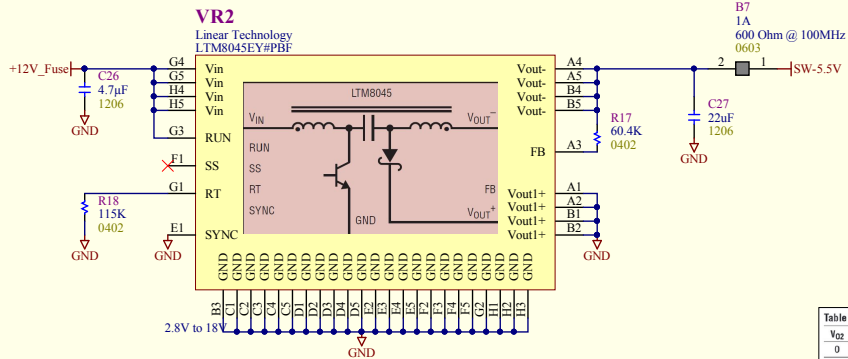 VR2
Linear Technology
LTM8045EY#PBF
B7
1A
600 Ohm @ 100MHz
0603
+12V_Fuse
C26
4.7µF
1206
GND
G4 Vin
G5 Vin
H4 Vin
H5 Vin
G3 RUN
F1 SS
G1 RT
E1 SYNC
R18
115K
0402
GND
GND
LTM8045
VIN
RUN
SS
RT
SYNC
VOUT–
FB
VOUT+
GND
Vout- A4
Vout- A5
Vout- B4
Vout- B5
FB A3
Vout1+ A1
Vout1+ A2
Vout1+ B1
Vout1+ B2
GND
R17
60.4K
0402
2 1
SW-5.5V
C27
22uF
1206
GND
GND GND GND GND GND GND GND GND GND GND GND GND GND GND GND GND GND GND GND GND GND
B3 C1 C2 C3 C4 C5 D1 D2 D3 D4 D5 E2 E3 E4 E5 F2 F3 F4 F5 G2 H1 H2 H3
2.8V to 18V
GND
Table
V02
0